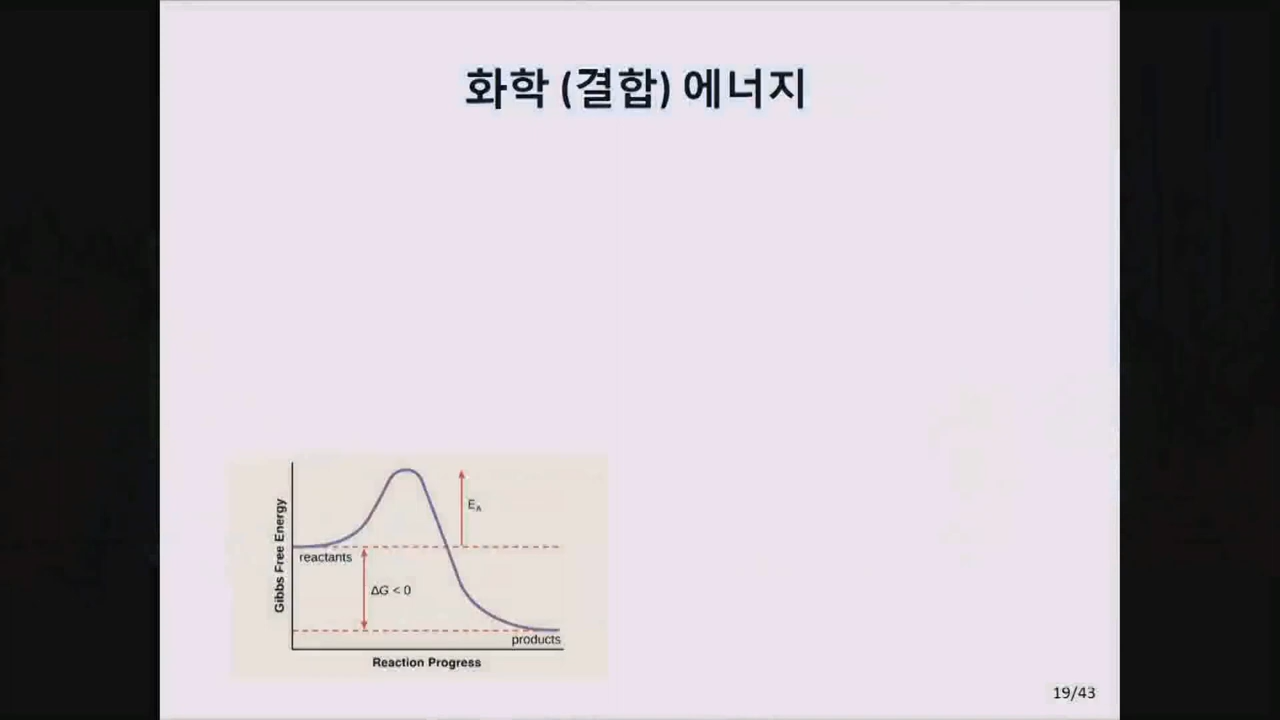 화학 (결합) 에너지
Gibbs Free Energy
E_A
reactants
ΔG < 0
products
Reaction Progress
19/43